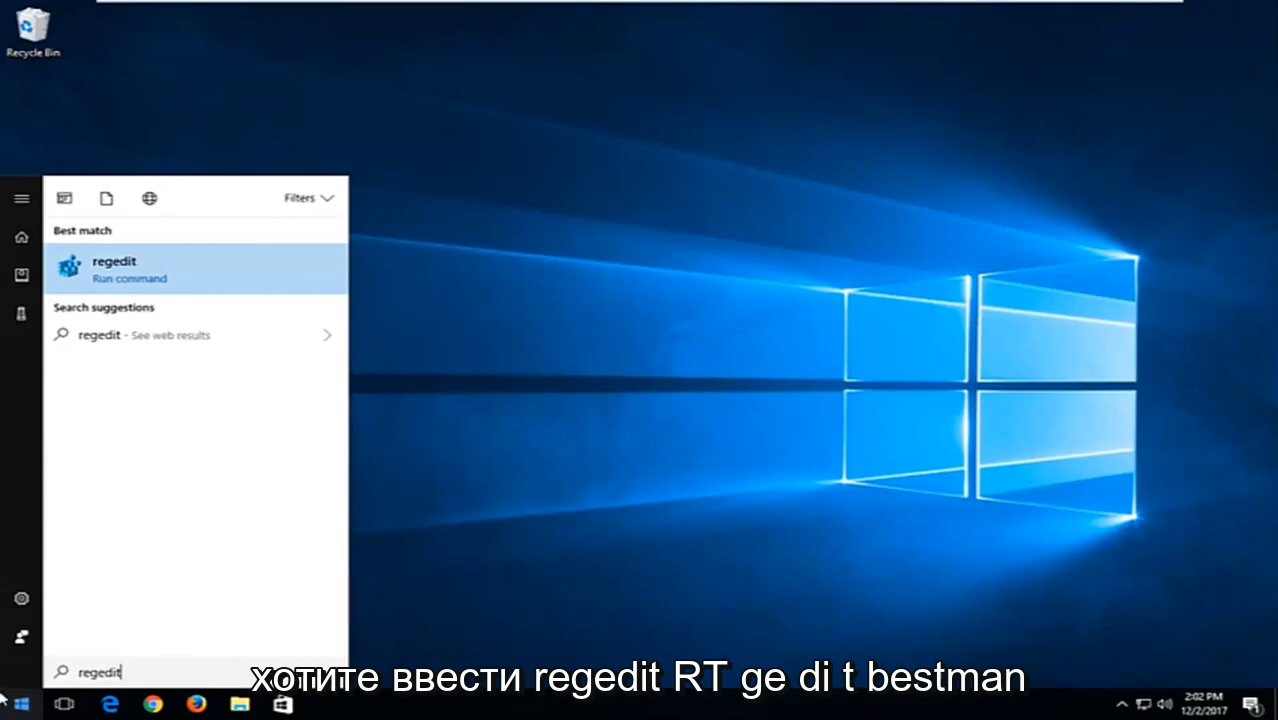 Recycle Bin
Filters
Best match
regedit
Run command
Search suggestions
regedit - See web results
regedit
хотите ввести regedit RT ge di t bestman
2:02 PM
12/2/2017
1